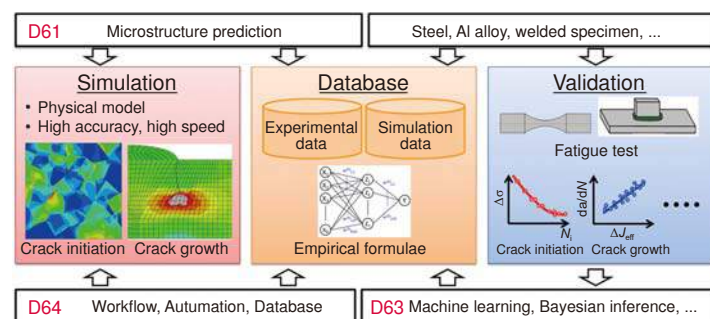 D61 Microstructure prediction
Steel, Al alloy, welded specimen, ...
Simulation
• Physical model
• High accuracy, high speed
Crack initiation Crack growth
Database
Experimental data
Simulation data
Empirical formulae
Validation
Fatigue test
Δσ
Ni
Crack initiation
da/dN
ΔJeff
Crack growth
D64 Workflow, Autumation, Database
D63 Machine learning, Bayesian inference, ...